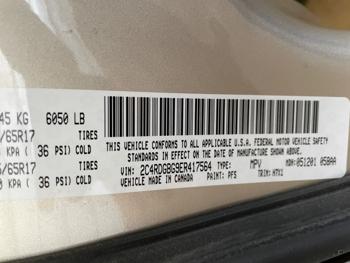 45 KG 6050 LB
/65R17 TIRES
KPA ( 36 PSI) COLD
/65R17 TIRES
KPA ( 36 PSI) COLD
THIS VEHICLE CONFORMS TO ALL APPLICABLE U.S.A. FEDERAL MOTOR VEHICLE SAFETY
STANDARDS IN EFFECT ON THE DATE OF MANUFACTURE SHOWN ABOVE.
VIN: 2C4RDGBG9ER417564 TYPE: MPV MDH: 051201 058AA
VEHICLE MADE IN CANADA PAINT: PFS TRIM: H7X1